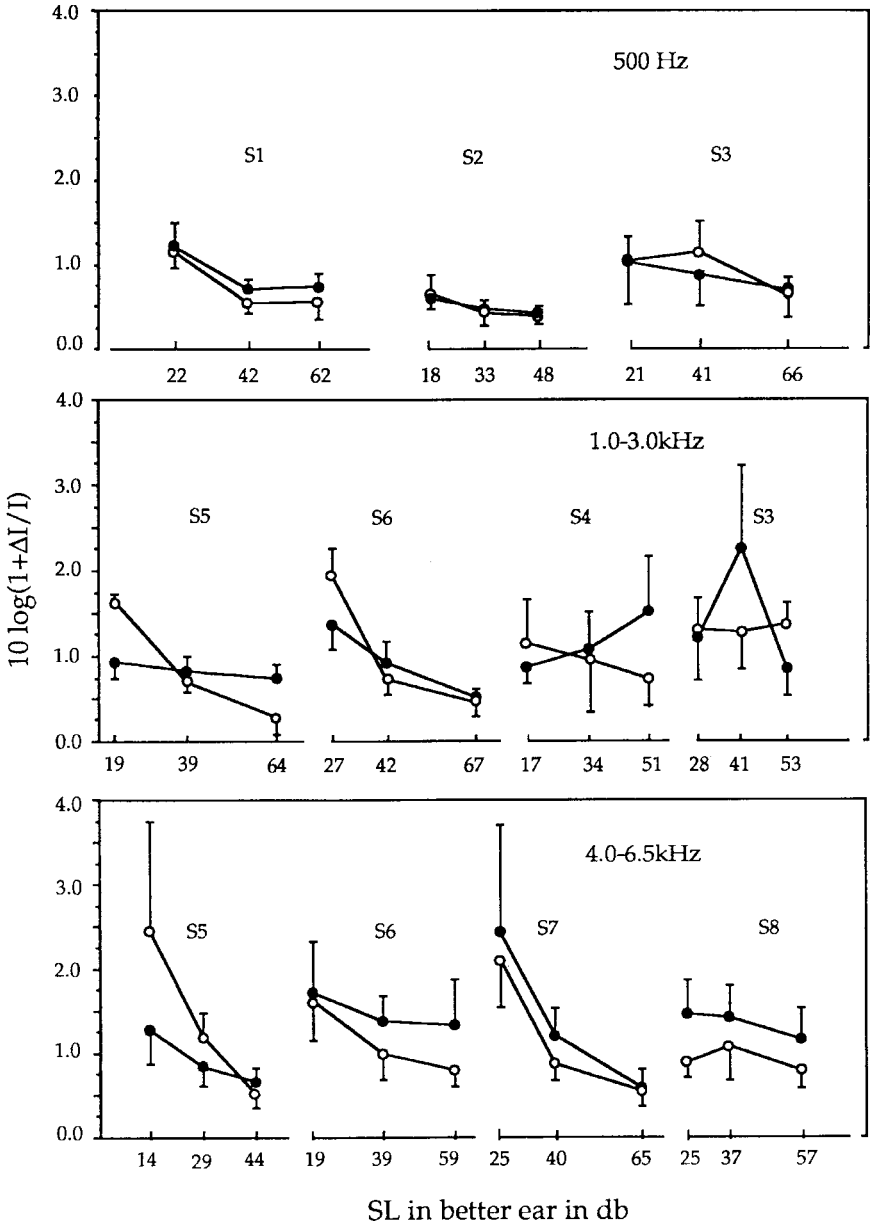 4.0
3.0
2.0
1.0
0.0
500 Hz
S1
S2
S3
22 42 62
18 33 48
21 41 66
4.0
3.0
2.0
1.0
0.0
1.0-3.0kHz
S5
S6
S4
S3
19 39 64
27 42 67
17 34 51
28 41 53
10 log(1+ΔI/I)
4.0
3.0
2.0
1.0
0.0
4.0-6.5kHz
S5
S6
S7
S8
14 29 44
19 39 59
25 40 65
25 37 57
SL in better ear in db